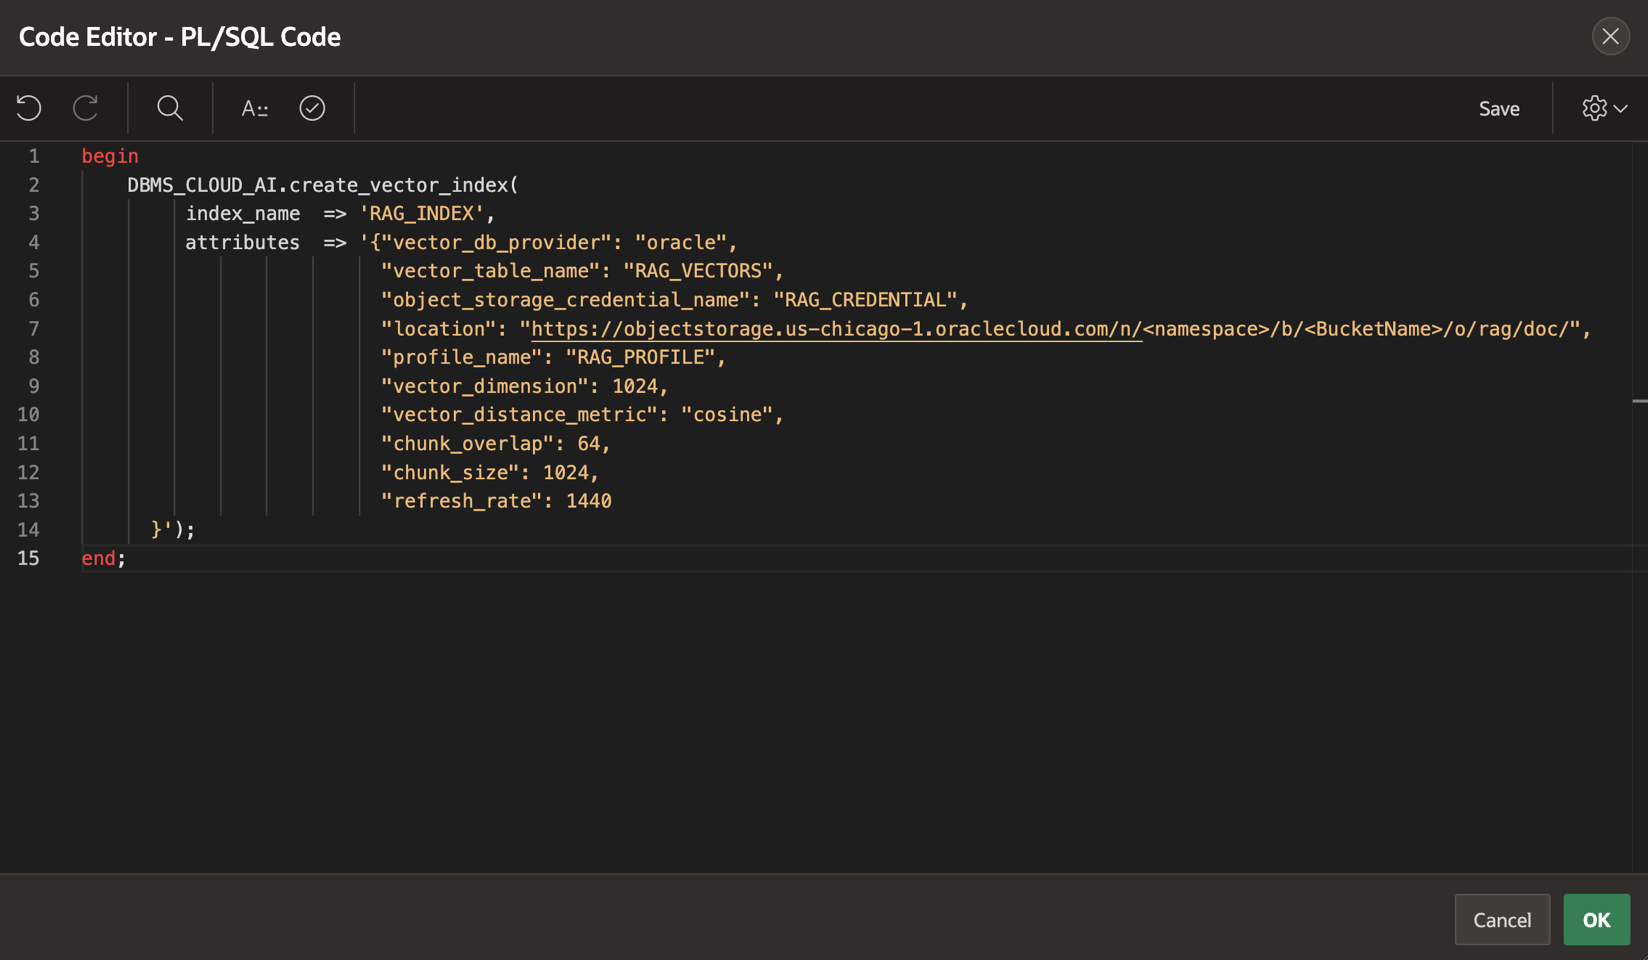 Code Editor - PL/SQL Code
A::
Save
1 begin
2 DBMS_CLOUD_AI.create_vector_index(
3 index_name => 'RAG_INDEX',
4 attributes => '{"vector_db_provider": "oracle",
5 "vector_table_name": "RAG_VECTORS",
6 "object_storage_credential_name": "RAG_CREDENTIAL",
7 "location": "https://objectstorage.us-chicago-1.oraclecloud.com/n/<namespace>/b/<BucketName>/o/rag/doc/",
8 "profile_name": "RAG_PROFILE",
9 "vector_dimension": 1024,
10 "vector_distance_metric": "cosine",
11 "chunk_overlap": 64,
12 "chunk_size": 1024,
13 "refresh_rate": 1440
14 }');
15 end;
Cancel
OK